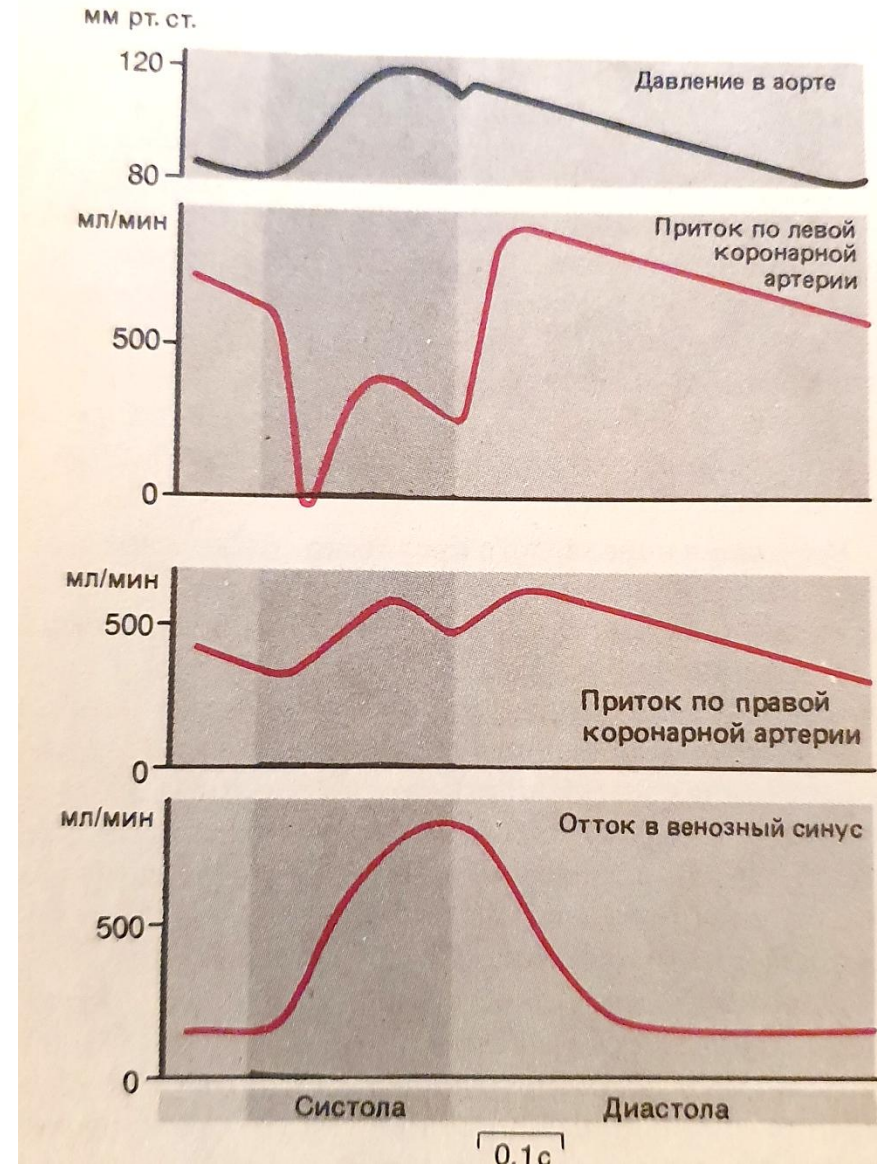 мм рт. ст.
120
Давление в аорте
80
мл/мин
Приток по левой
коронарной
артерии
500
0
мл/мин
500
Приток по правой
коронарной артерии
0
мл/мин
Отток в венозный синус
500
0
Систола
Диастола
0,1с